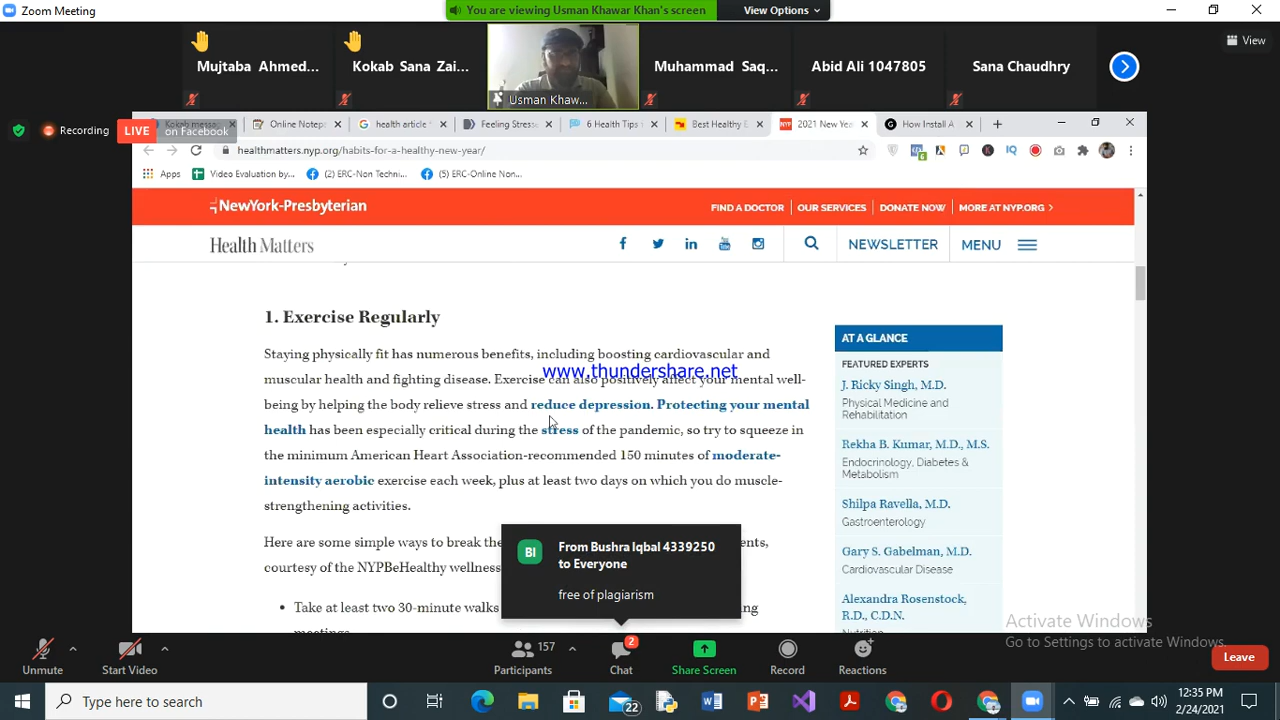 Zoom Meeting
You are viewing Usman Khawar Khan's screen
View Options
Mujtaba Ahmed...
Kokab Sana Zai...
Usman Khaw...
Muhammad Saq...
Abid Ali 1047805
Sana Chaudhry
View
Recording
LIVE on Facebook
Online Notep
health article
Feeling Stresse
6 Health Tips
Best Healthy E
2021 New Year
How Install A
healthmatters.nyp.org/habits-for-a-healthy-new-year/
Apps
Video Evaluation by...
(2) ERC-Non Techni...
(5) ERC-Online Non...
NewYork-Presbyterian
FIND A DOCTOR
OUR SERVICES
DONATE NOW
MORE AT NYP.ORG
Health Matters
NEWSLETTER
MENU
1. Exercise Regularly
Staying physically fit has numerous benefits, including boosting cardiovascular and
www.thundershare.net
muscular health and fighting disease. Exercise can also positively affect your mental well-
being by helping the body relieve stress and reduce depression. Protecting your mental
health has been especially critical during the stress of the pandemic, so try to squeeze in
the minimum American Heart Association-recommended 150 minutes of moderate-
intensity aerobic exercise each week, plus at least two days on which you do muscle-
strengthening activities.
Here are some simple ways to break the
courtesy of the NYPBeHealthy wellness
Take at least two 30-minute walks
AT A GLANCE
FEATURED EXPERTS
J. Ricky Singh, M.D.
Physical Medicine and
Rehabilitation
Rekha B. Kumar, M.D., M.S.
Endocrinology, Diabetes &
Metabolism
Shilpa Ravella, M.D.
Gastroenterology
Gary S. Gabelman, M.D.
Cardiovascular Disease
Alexandra Rosenstock,
R.D., C.D.N.
Nutrition
BI
From Bushra Iqbal 4339250
to Everyone
free of plagiarism
Activate Windows
Go to Settings to activate Windows.
Unmute
Start Video
157
Participants
2
Chat
Share Screen
Record
Reactions
Leave
Type here to search
22
12:35 PM
2/24/2021